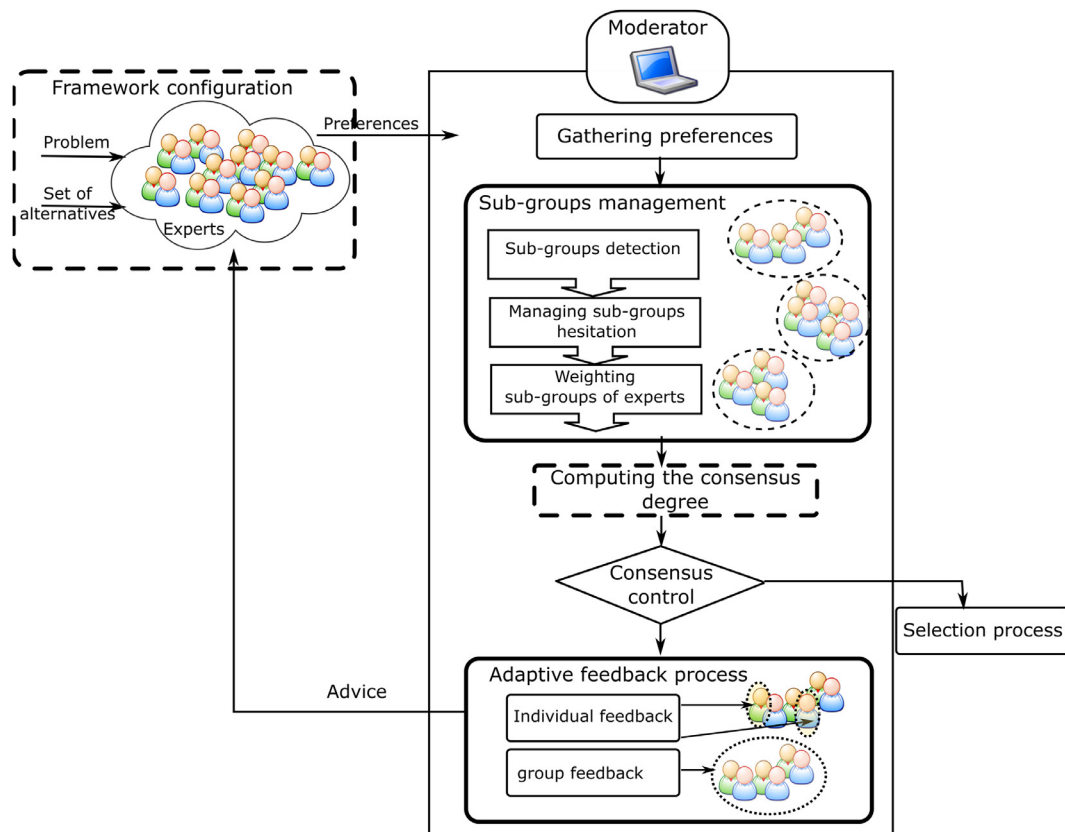 Moderator
Framework configuration
Preferences
Problem
Set of
alternatives
Experts
Gathering preferences
Sub-groups management
Sub-groups detection
Managing sub-groups
hesitation
Weighting
sub-groups of experts
Computing the consensus
degree
Consensus
control
Selection process
Adaptive feedback process
Advice
Individual feedback
group feedback